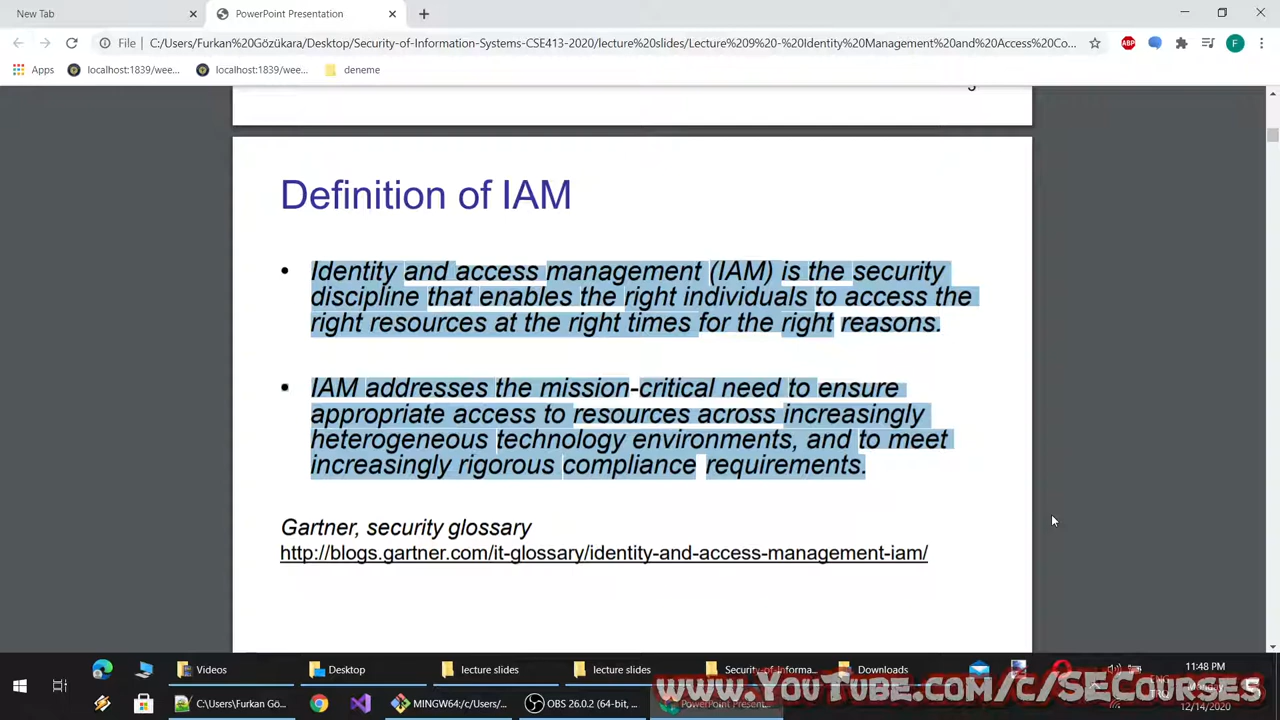 New Tab
PowerPoint Presentation
File
C:/Users/Furkan%20Gözükara/Desktop/Security-of-Information-Systems-CSE413-2020/lecture%20slides/Lecture%209%20-%20Identity%20Management%20and%20Access%20Co...
ABP
F
Apps
localhost:1839/wee...
localhost:1839/wee...
deneme
Definition of IAM
• Identity and access management (IAM) is the security
discipline that enables the right individuals to access the
right resources at the right times for the right reasons.
• IAM addresses the mission-critical need to ensure
appropriate access to resources across increasingly
heterogeneous technology environments, and to meet
increasingly rigorous compliance requirements.
Gartner, security glossary
http://blogs.gartner.com/it-glossary/identity-and-access-management-iam/
Videos
Desktop
lecture slides
lecture slides
Security-of-Informa...
Downloads
11:48 PM
Monday
12/14/2020
ENG
C:\Users\Furkan Gö...
MINGW64:/c/Users/...
OBS 26.0.2 (64-bit, ...
PowerPoint Present...
www.YouTube.com/c/SECourses